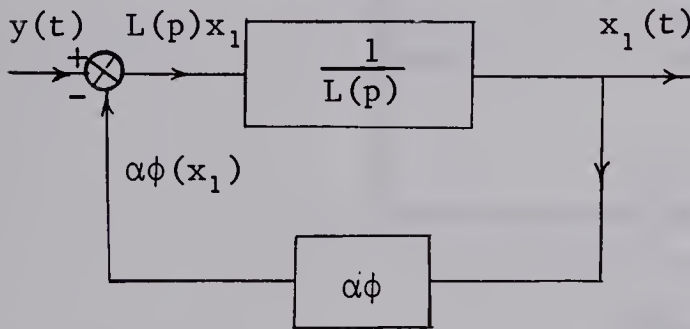 y(t)
+
-
L(p)x₁
1
L(p)
x₁(t)
αφ(x₁)
αφ